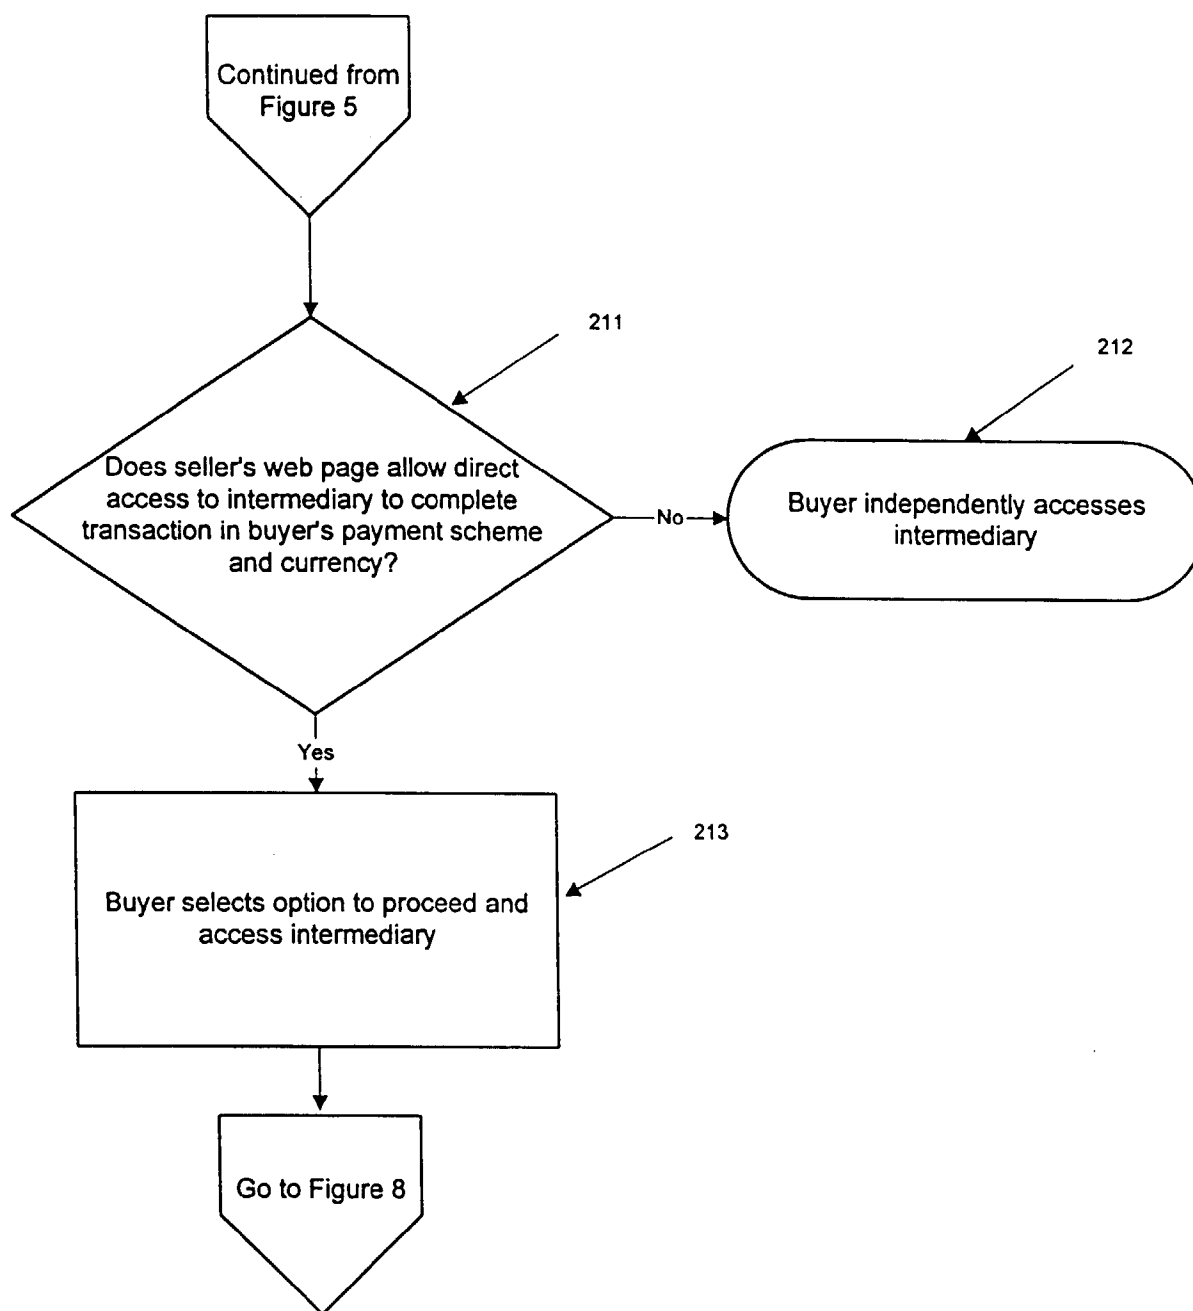 Continued from
Figure 5
211
212
Does seller's web page allow direct
access to intermediary to complete
transaction in buyer's payment scheme
and currency?
No
Buyer independently accesses
intermediary
Yes
213
Buyer selects option to proceed and
access intermediary
Go to Figure 8